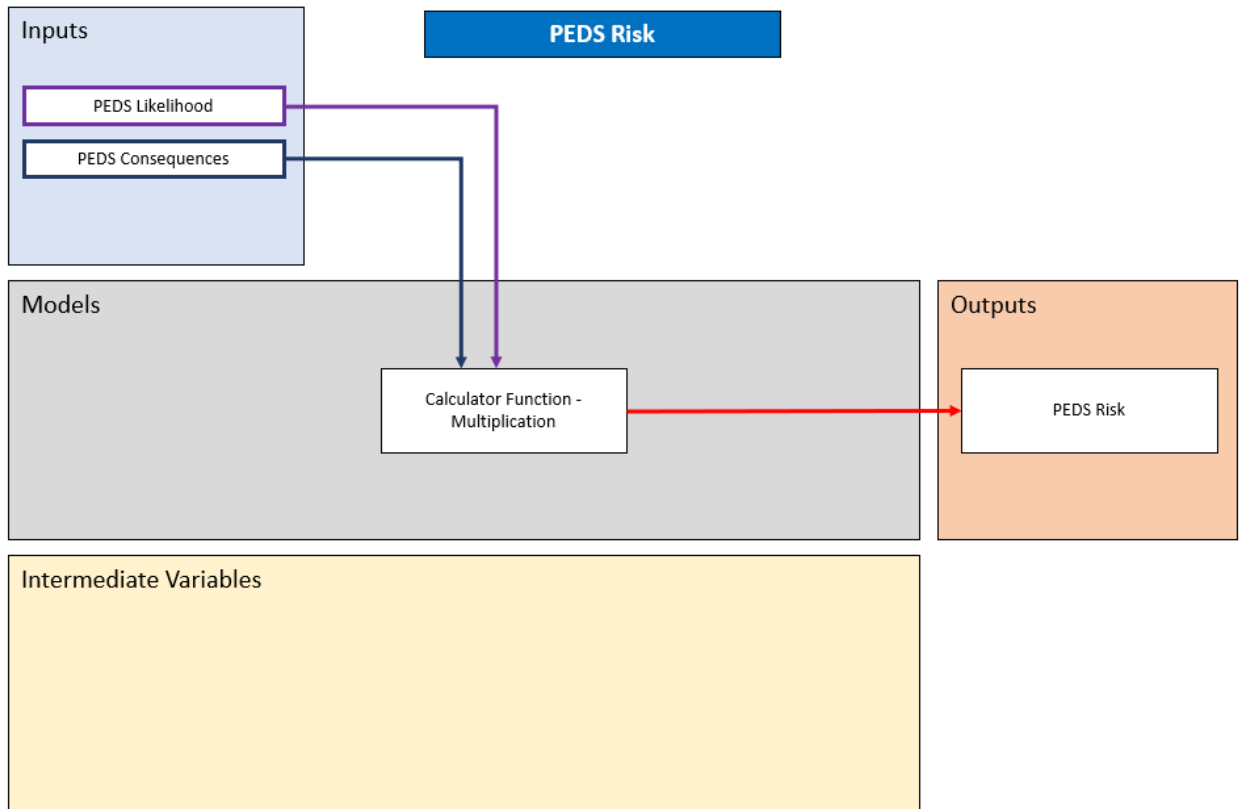 Inputs
PEDS Risk
PEDS Likelihood
PEDS Consequences
Models
Outputs
Calculator Function -
Multiplication
PEDS Risk
Intermediate Variables